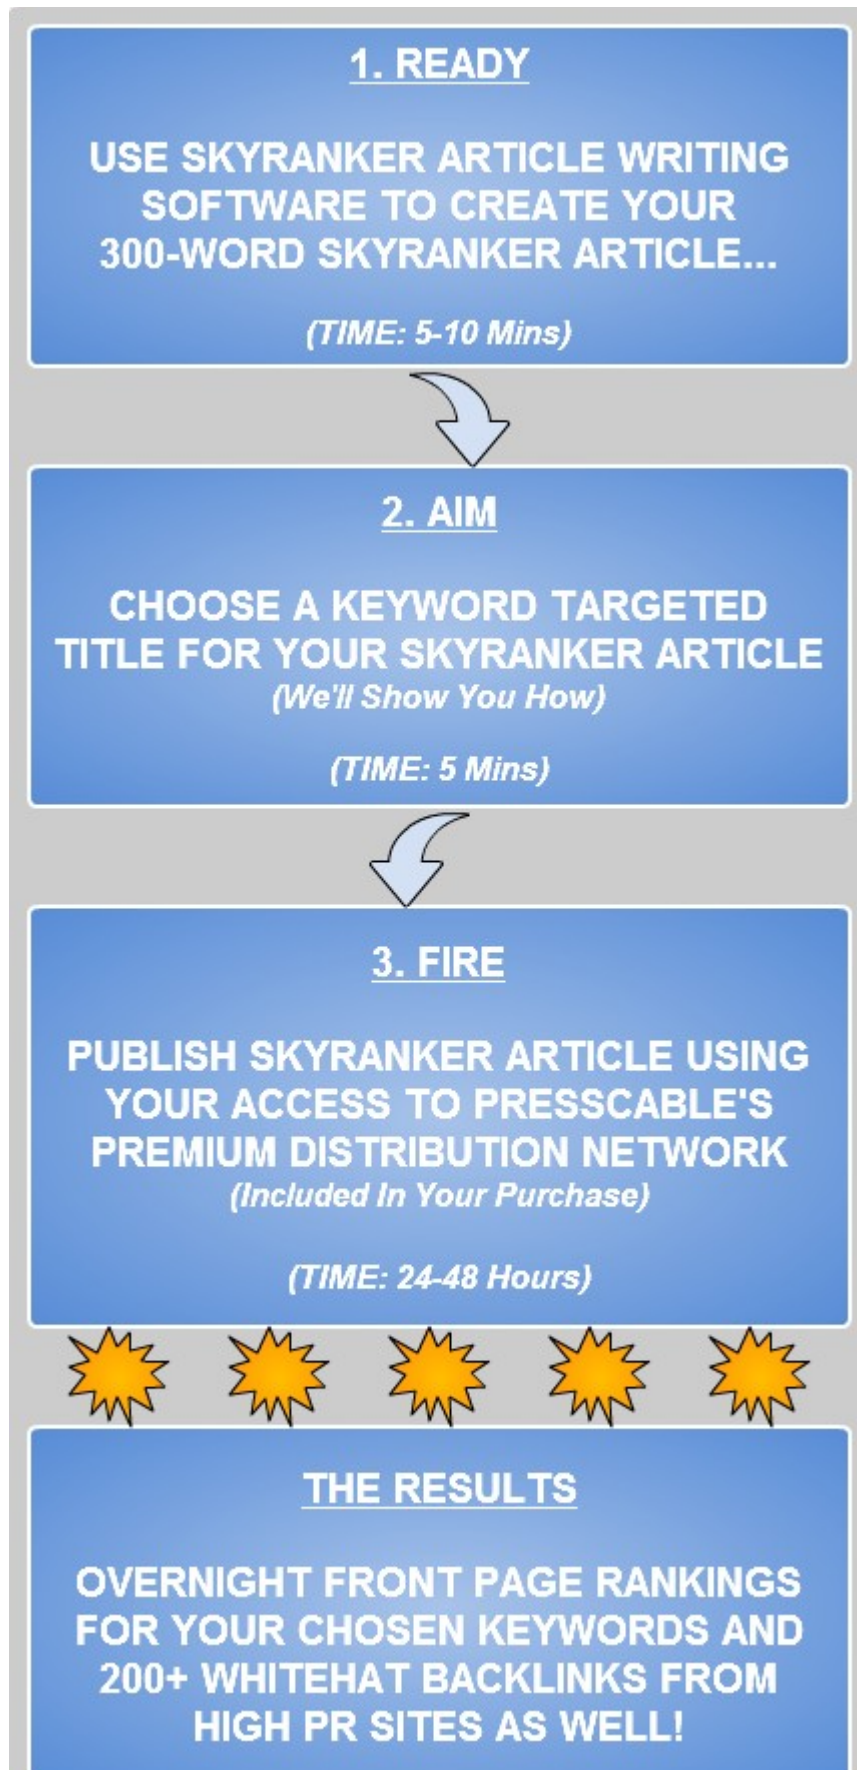 1. READY
USE SKYRANKER ARTICLE WRITING
SOFTWARE TO CREATE YOUR
300-WORD SKYRANKER ARTICLE...
(TIME: 5-10 Mins)
2. AIM
CHOOSE A KEYWORD TARGETED
TITLE FOR YOUR SKYRANKER ARTICLE
(We'll Show You How)
(TIME: 5 Mins)
3. FIRE
PUBLISH SKYRANKER ARTICLE USING
YOUR ACCESS TO PRESSCABLE'S
PREMIUM DISTRIBUTION NETWORK
(Included In Your Purchase)
(TIME: 24-48 Hours)
THE RESULTS
OVERNIGHT FRONT PAGE RANKINGS
FOR YOUR CHOSEN KEYWORDS AND
200+ WHITEHAT BACKLINKS FROM
HIGH PR SITES AS WELL!